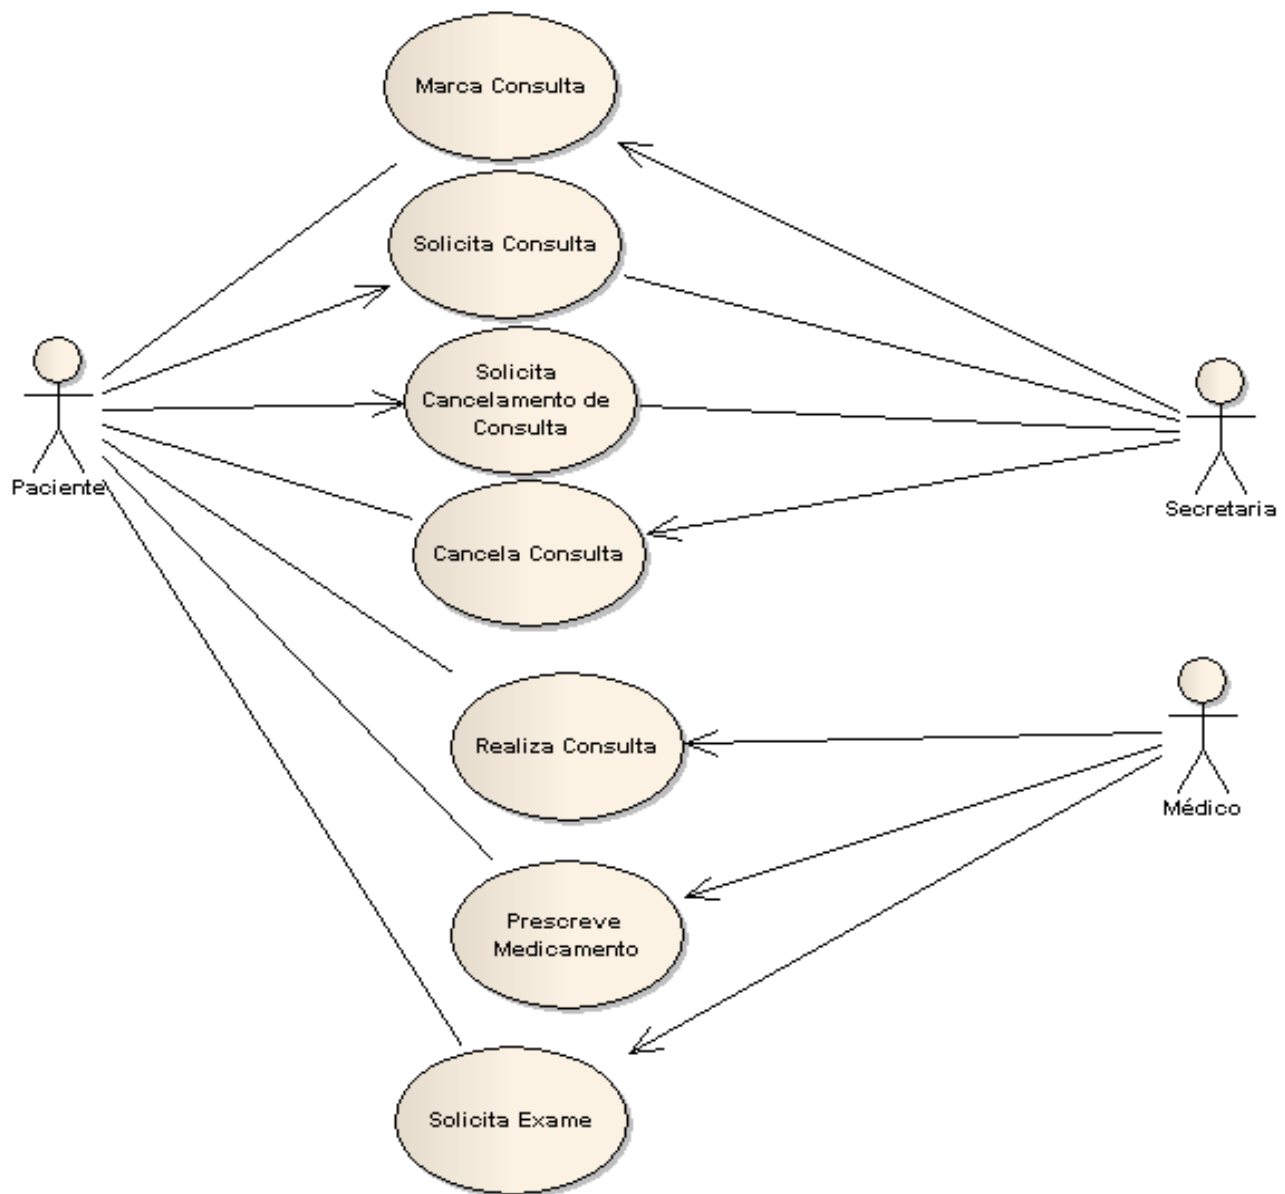 Marca Consulta
Solicita Consulta
Solicita
Cancelamento de
Consulta
Paciente
Secretaria
Cancela Consulta
Realiza Consulta
Médico
Prescreve
Medicamento
Solicita Exame